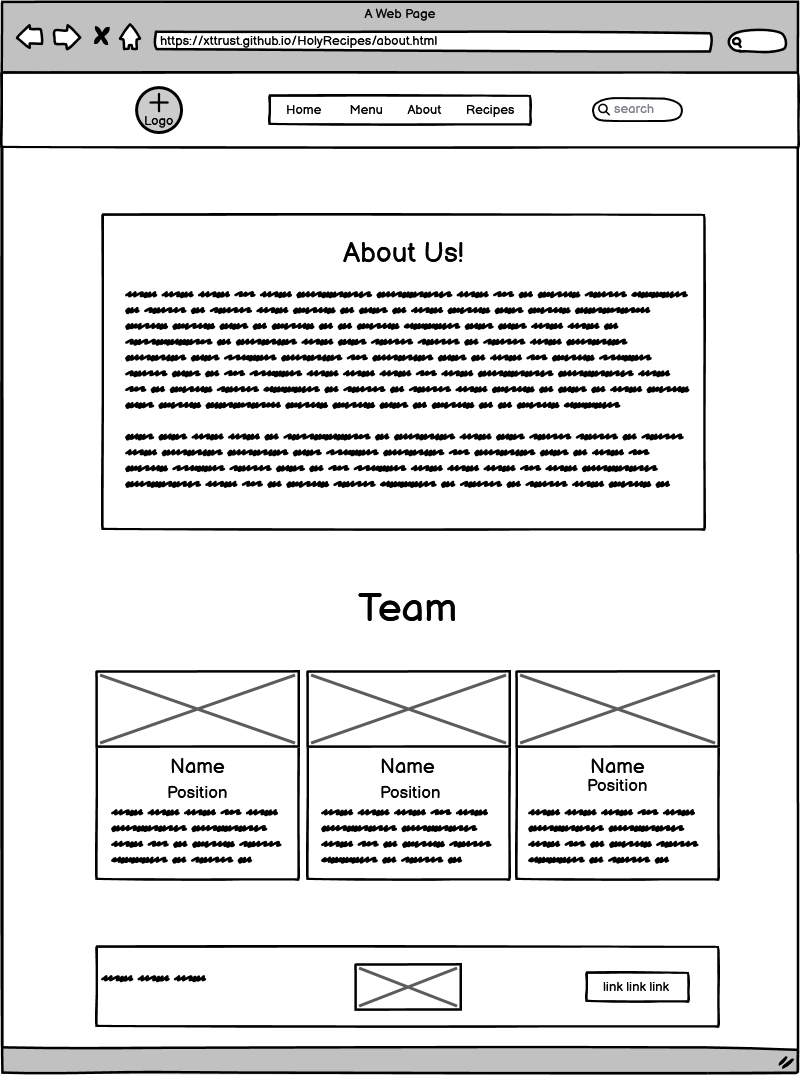 A Web Page
https://xttrust.github.io/HolyRecipes/about.html
Logo
Home Menu About Recipes
search
About Us!
Team
Name
Position
Name
Position
Name
Position
link link link